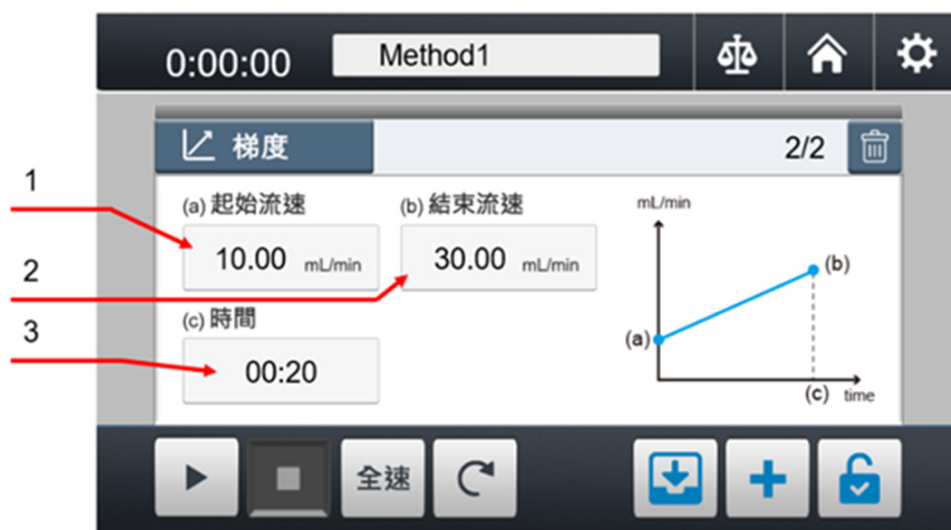 0:00:00 Method1
梯度 2/2
1
(a) 起始流速 (b) 結束流速 mL/min
10.00 mL/min 30.00 mL/min (b)
2
(c) 時間
3 (a)
00:20
(c) time
全速